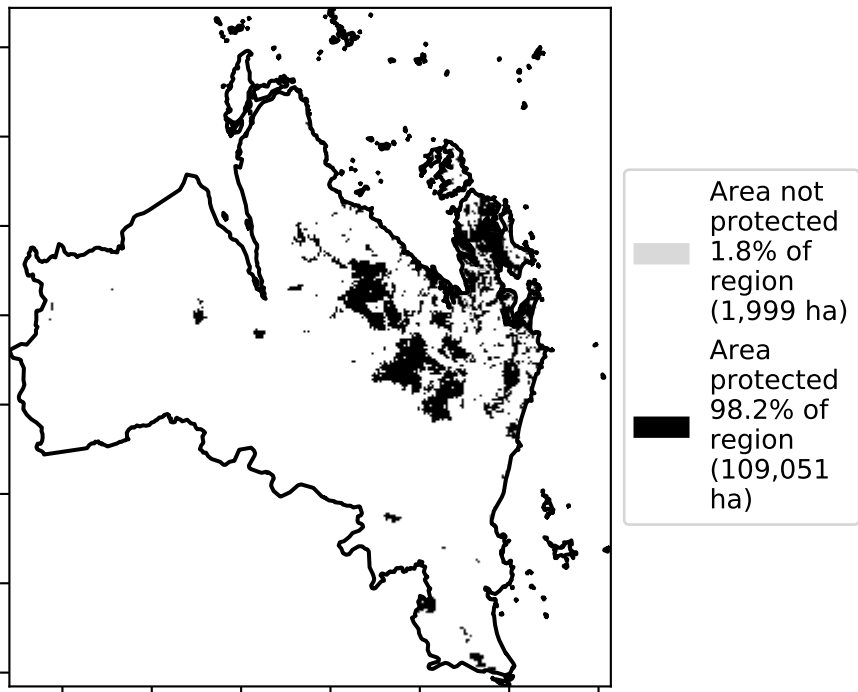 Area not
protected
1.8% of
region
(1,999 ha)
Area
protected
98.2% of
region
(109,051
ha)